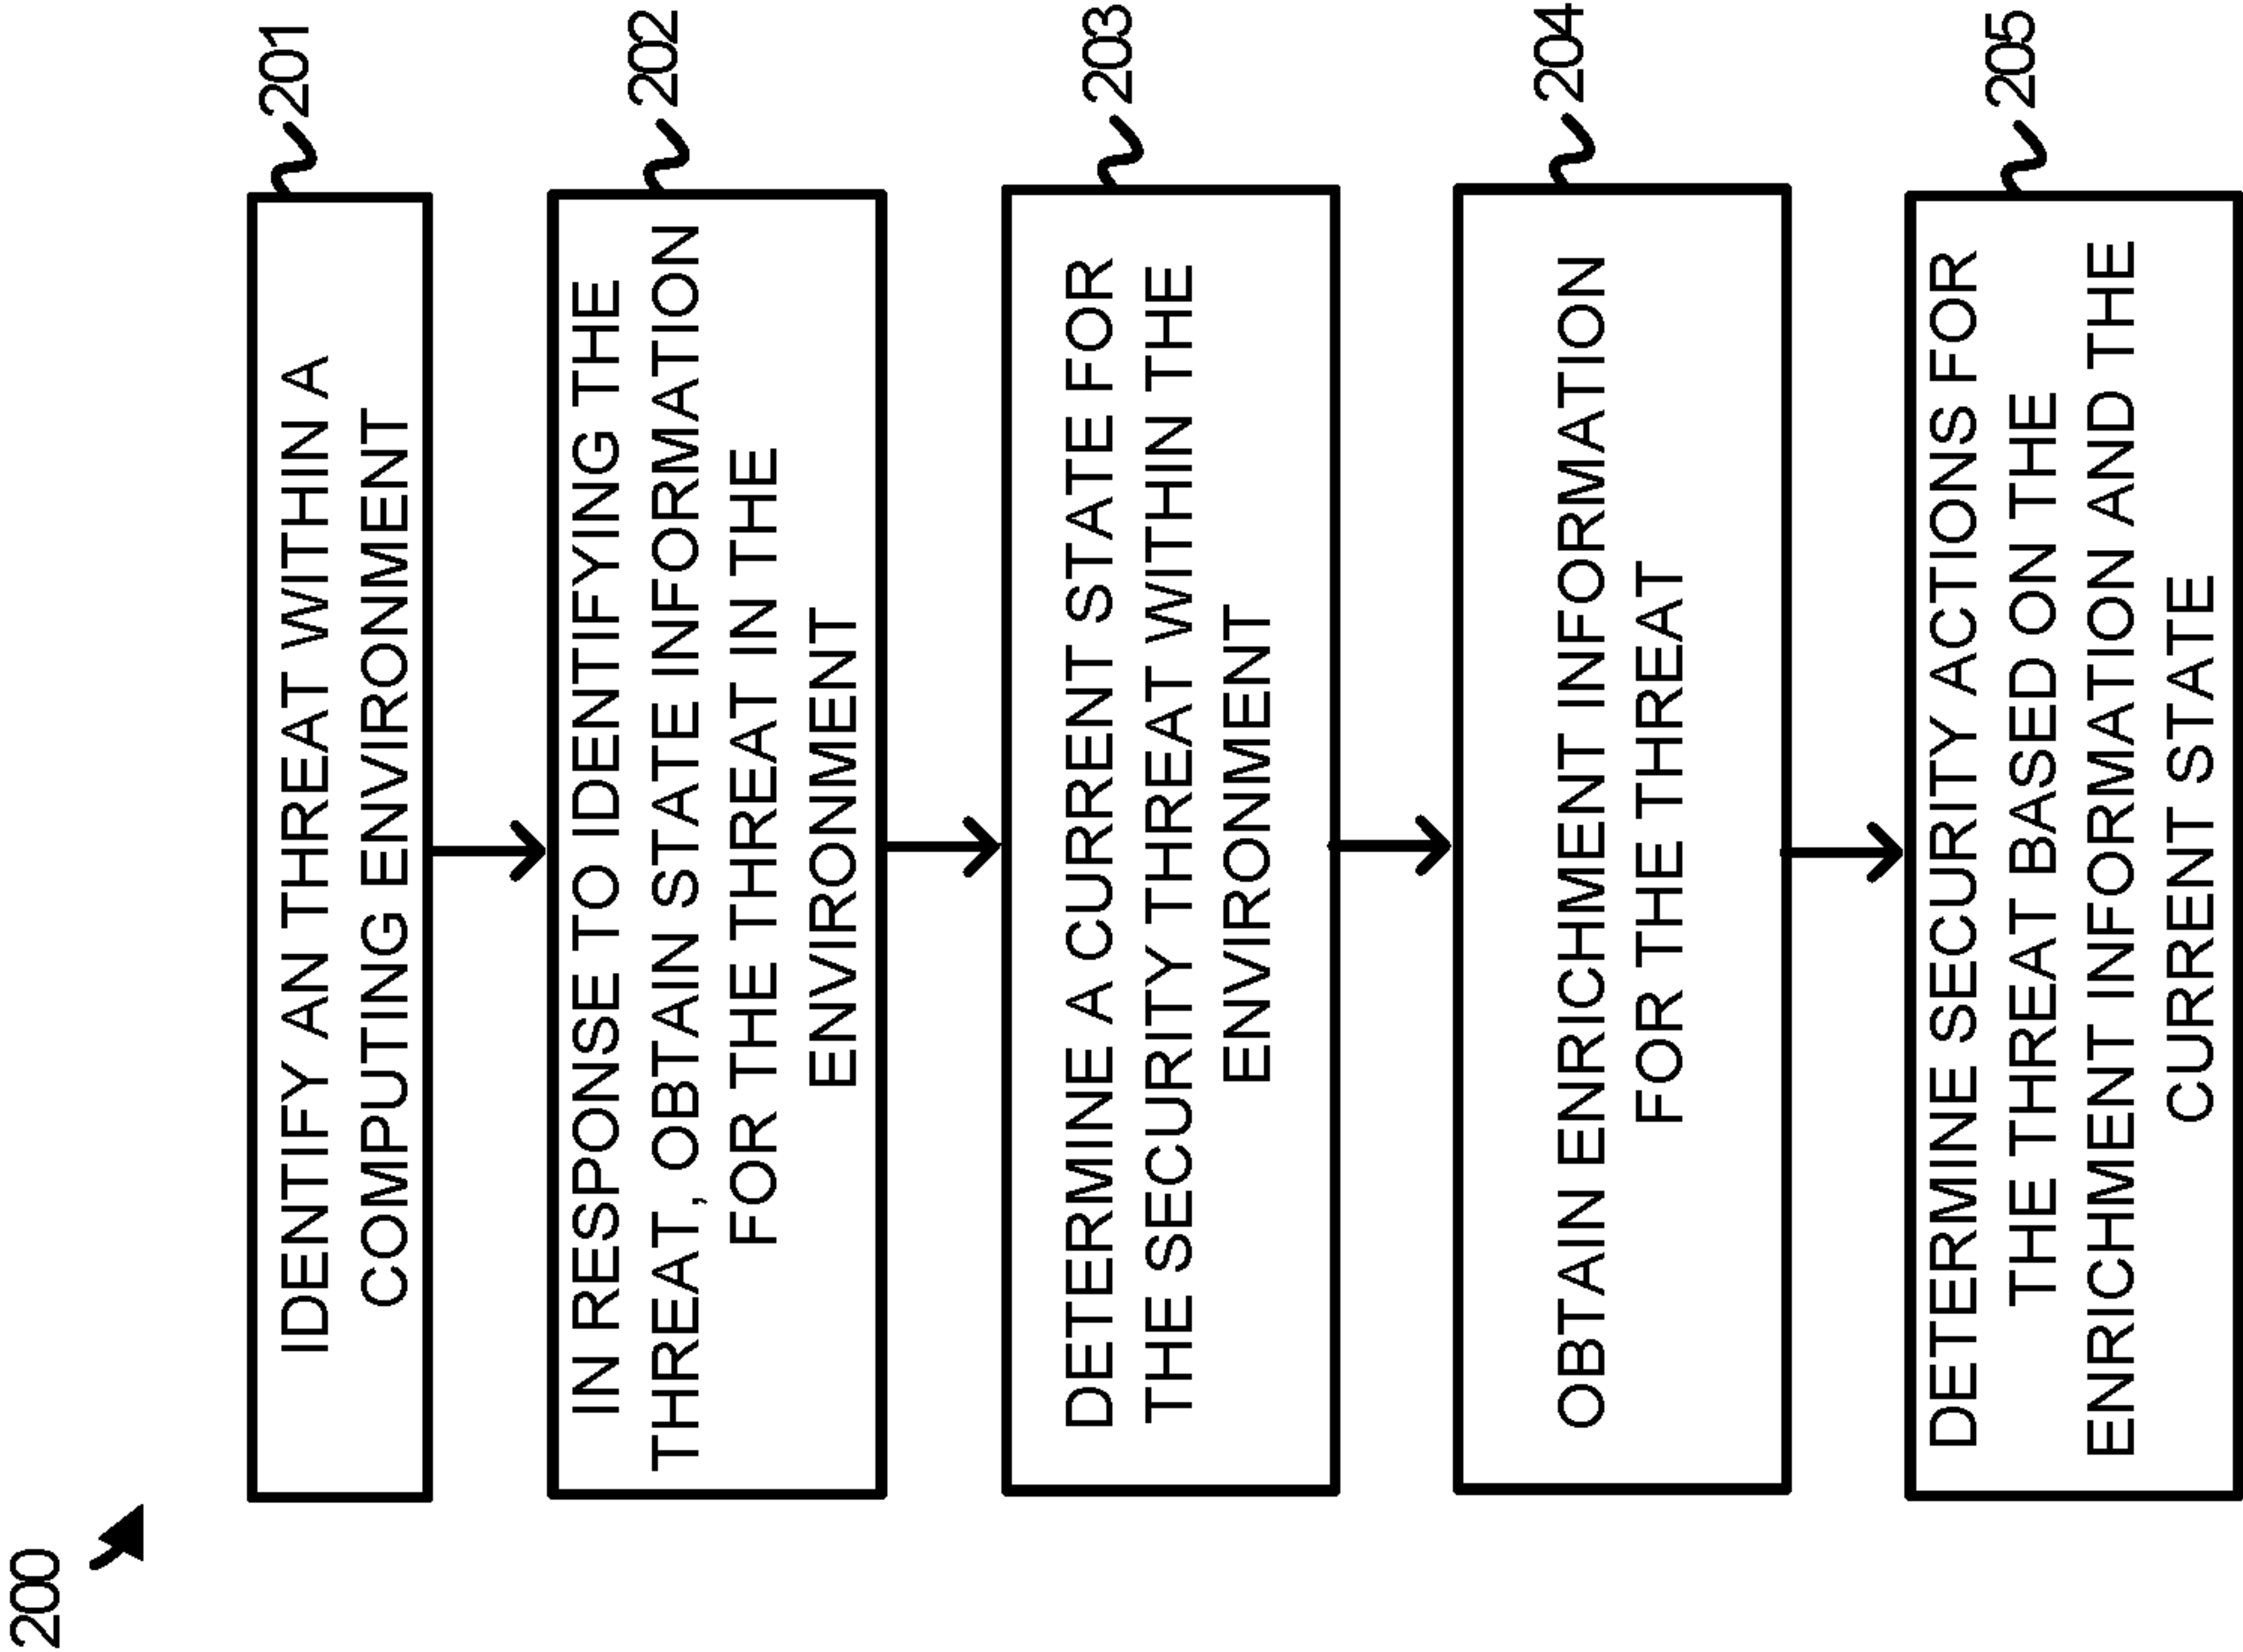 200
IDENTIFY AN THREAT WITHIN A
COMPUTING ENVIRONMENT
201
IN RESPONSE TO IDENTIFYING THE
THREAT, OBTAIN STATE INFORMATION
FOR THE THREAT IN THE
ENVIRONMENT
202
DETERMINE A CURRENT STATE FOR
THE SECURITY THREAT WITHIN THE
ENVIRONMENT
203
OBTAIN ENRICHMENT INFORMATION
FOR THE THREAT
204
DETERMINE SECURITY ACTIONS FOR
THE THREAT BASED ON THE
ENRICHMENT INFORMATION AND THE
CURRENT STATE
205